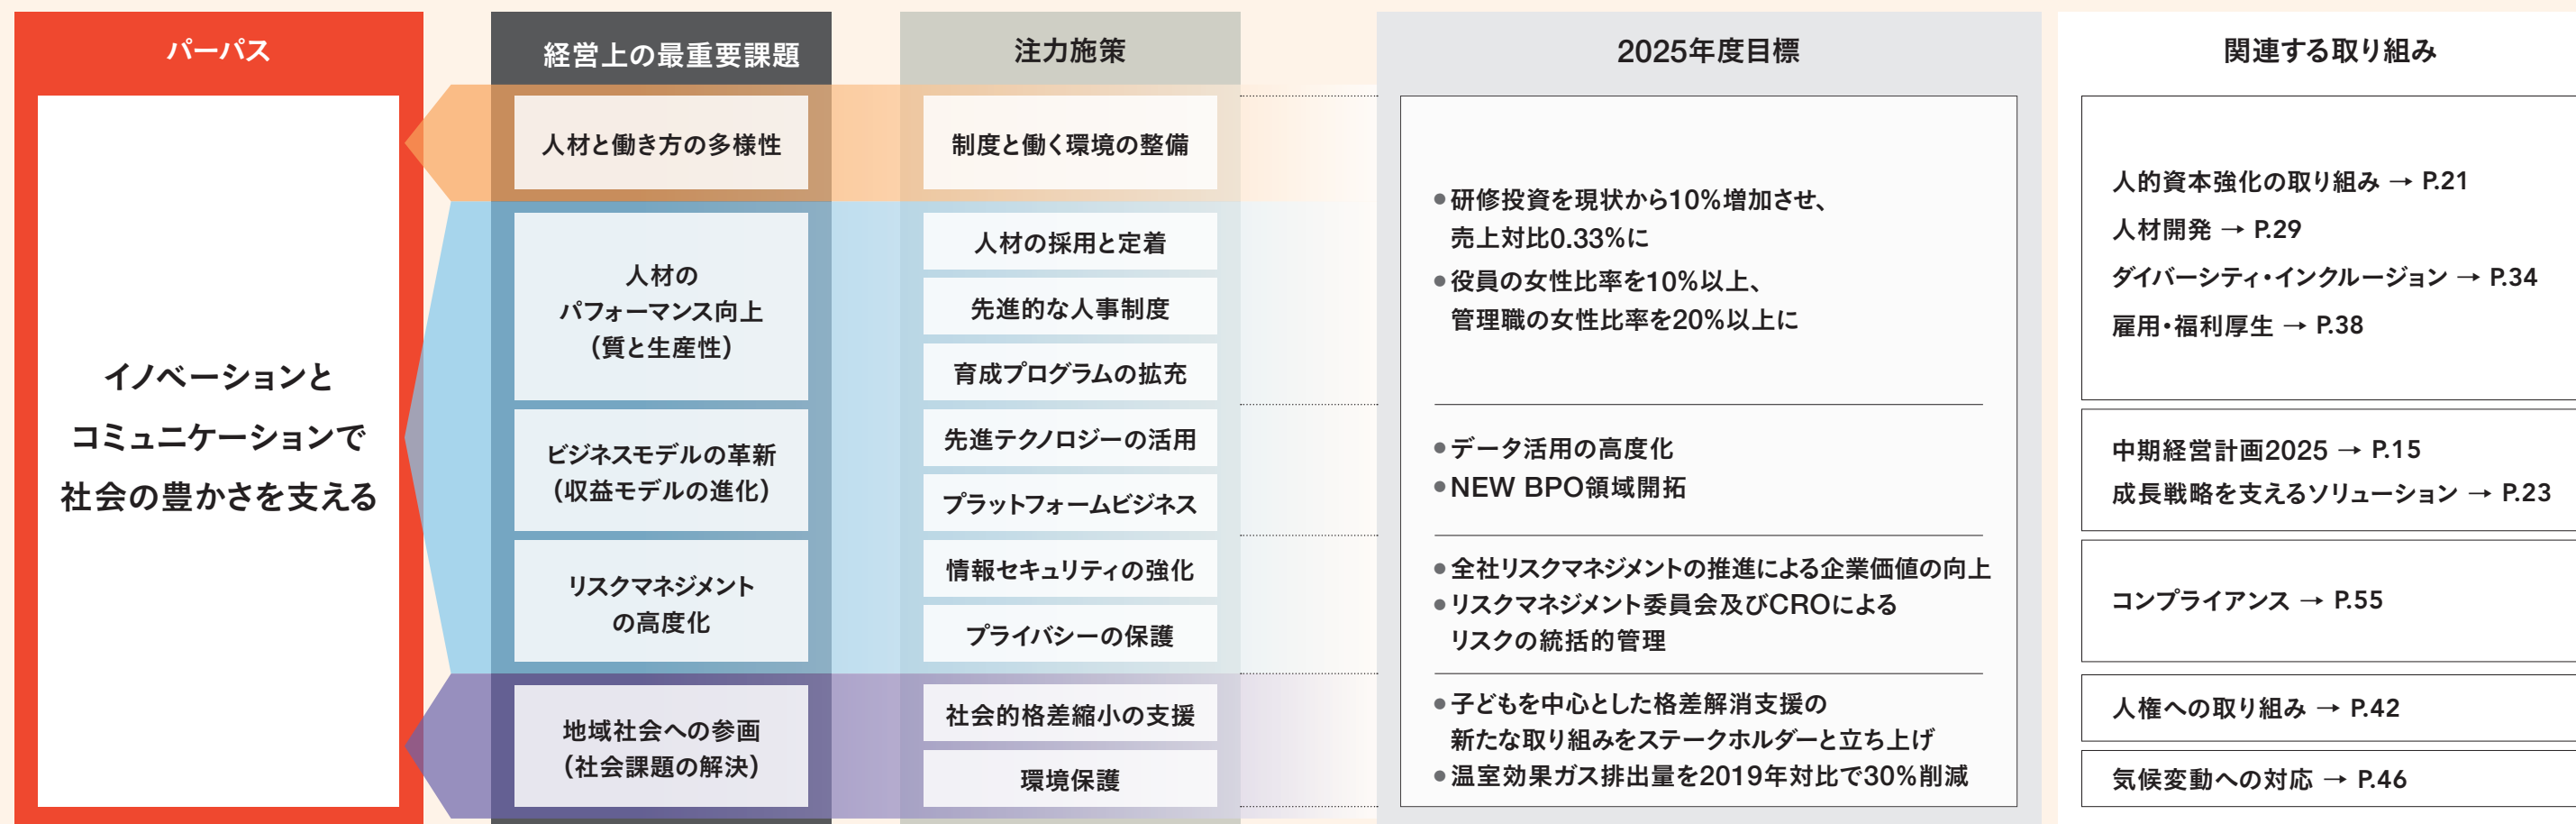 パーパス
イノベーションと
コミュニケーションで
社会の豊かさを支える
経営上の最重要課題
人材と働き方の多様性
人材の
パフォーマンス向上
（質と生産性）
ビジネスモデルの革新
（収益モデルの進化）
リスクマネジメント
の高度化
地域社会への参画
（社会課題の解決）
注力施策
制度と働く環境の整備
人材の採用と定着
先進的な人事制度
育成プログラムの拡充
先進テクノロジーの活用
プラットフォームビジネス
情報セキュリティの強化
プライバシーの保護
社会的格差縮小の支援
環境保護
2025年度目標
●研修投資を現状から10%増加させ、
売上対比0.33%に
●役員の女性比率を10%以上、
管理職の女性比率を20%以上に
●データ活用の高度化
●NEW BPO領域開拓
●全社リスクマネジメントの推進による企業価値の向上
●リスクマネジメント委員会及びCROによる
リスクの統括的管理
●子どもを中心とした格差解消支援の
新たな取り組みをステークホルダーと立ち上げ
●温室効果ガス排出量を2019年対比で30%削減
関連する取り組み
人的資本強化の取り組み → P.21
人材開発 → P.29
ダイバーシティ・インクルージョン → P.34
雇用・福利厚生 → P.38
中期経営計画2025 → P.15
成長戦略を支えるソリューション → P.23
コンプライアンス → P.55
人権への取り組み → P.42
気候変動への対応 → P.46